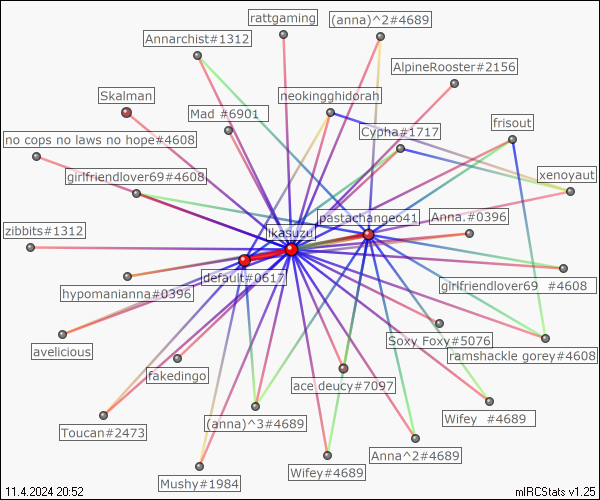 rattgaming
(anna)^2#4689
Annarchist#1312
AlpineRooster#2156
Skalman
neokingghidorah
Mad #6901
frisout
Cypha#1717
no cops no laws no hope#4608
girlfriendlover69#4608
xenoyaut
pastachangeo41
Anna.#0396
ikasuzu
zibbits#1312
default#0617
girlfriendlover69 #4608
hypomanianna#0396
Soxy Foxy#5076
avelicious
ramshackle gorey#4608
fakedingo
ace deucy#7097
(anna)^3#4689
Wifey #4689
Toucan#2473
Anna^2#4689
Wifey#4689
Mushy#1984
11.4.2024 20:52
mIRCStats v1.25